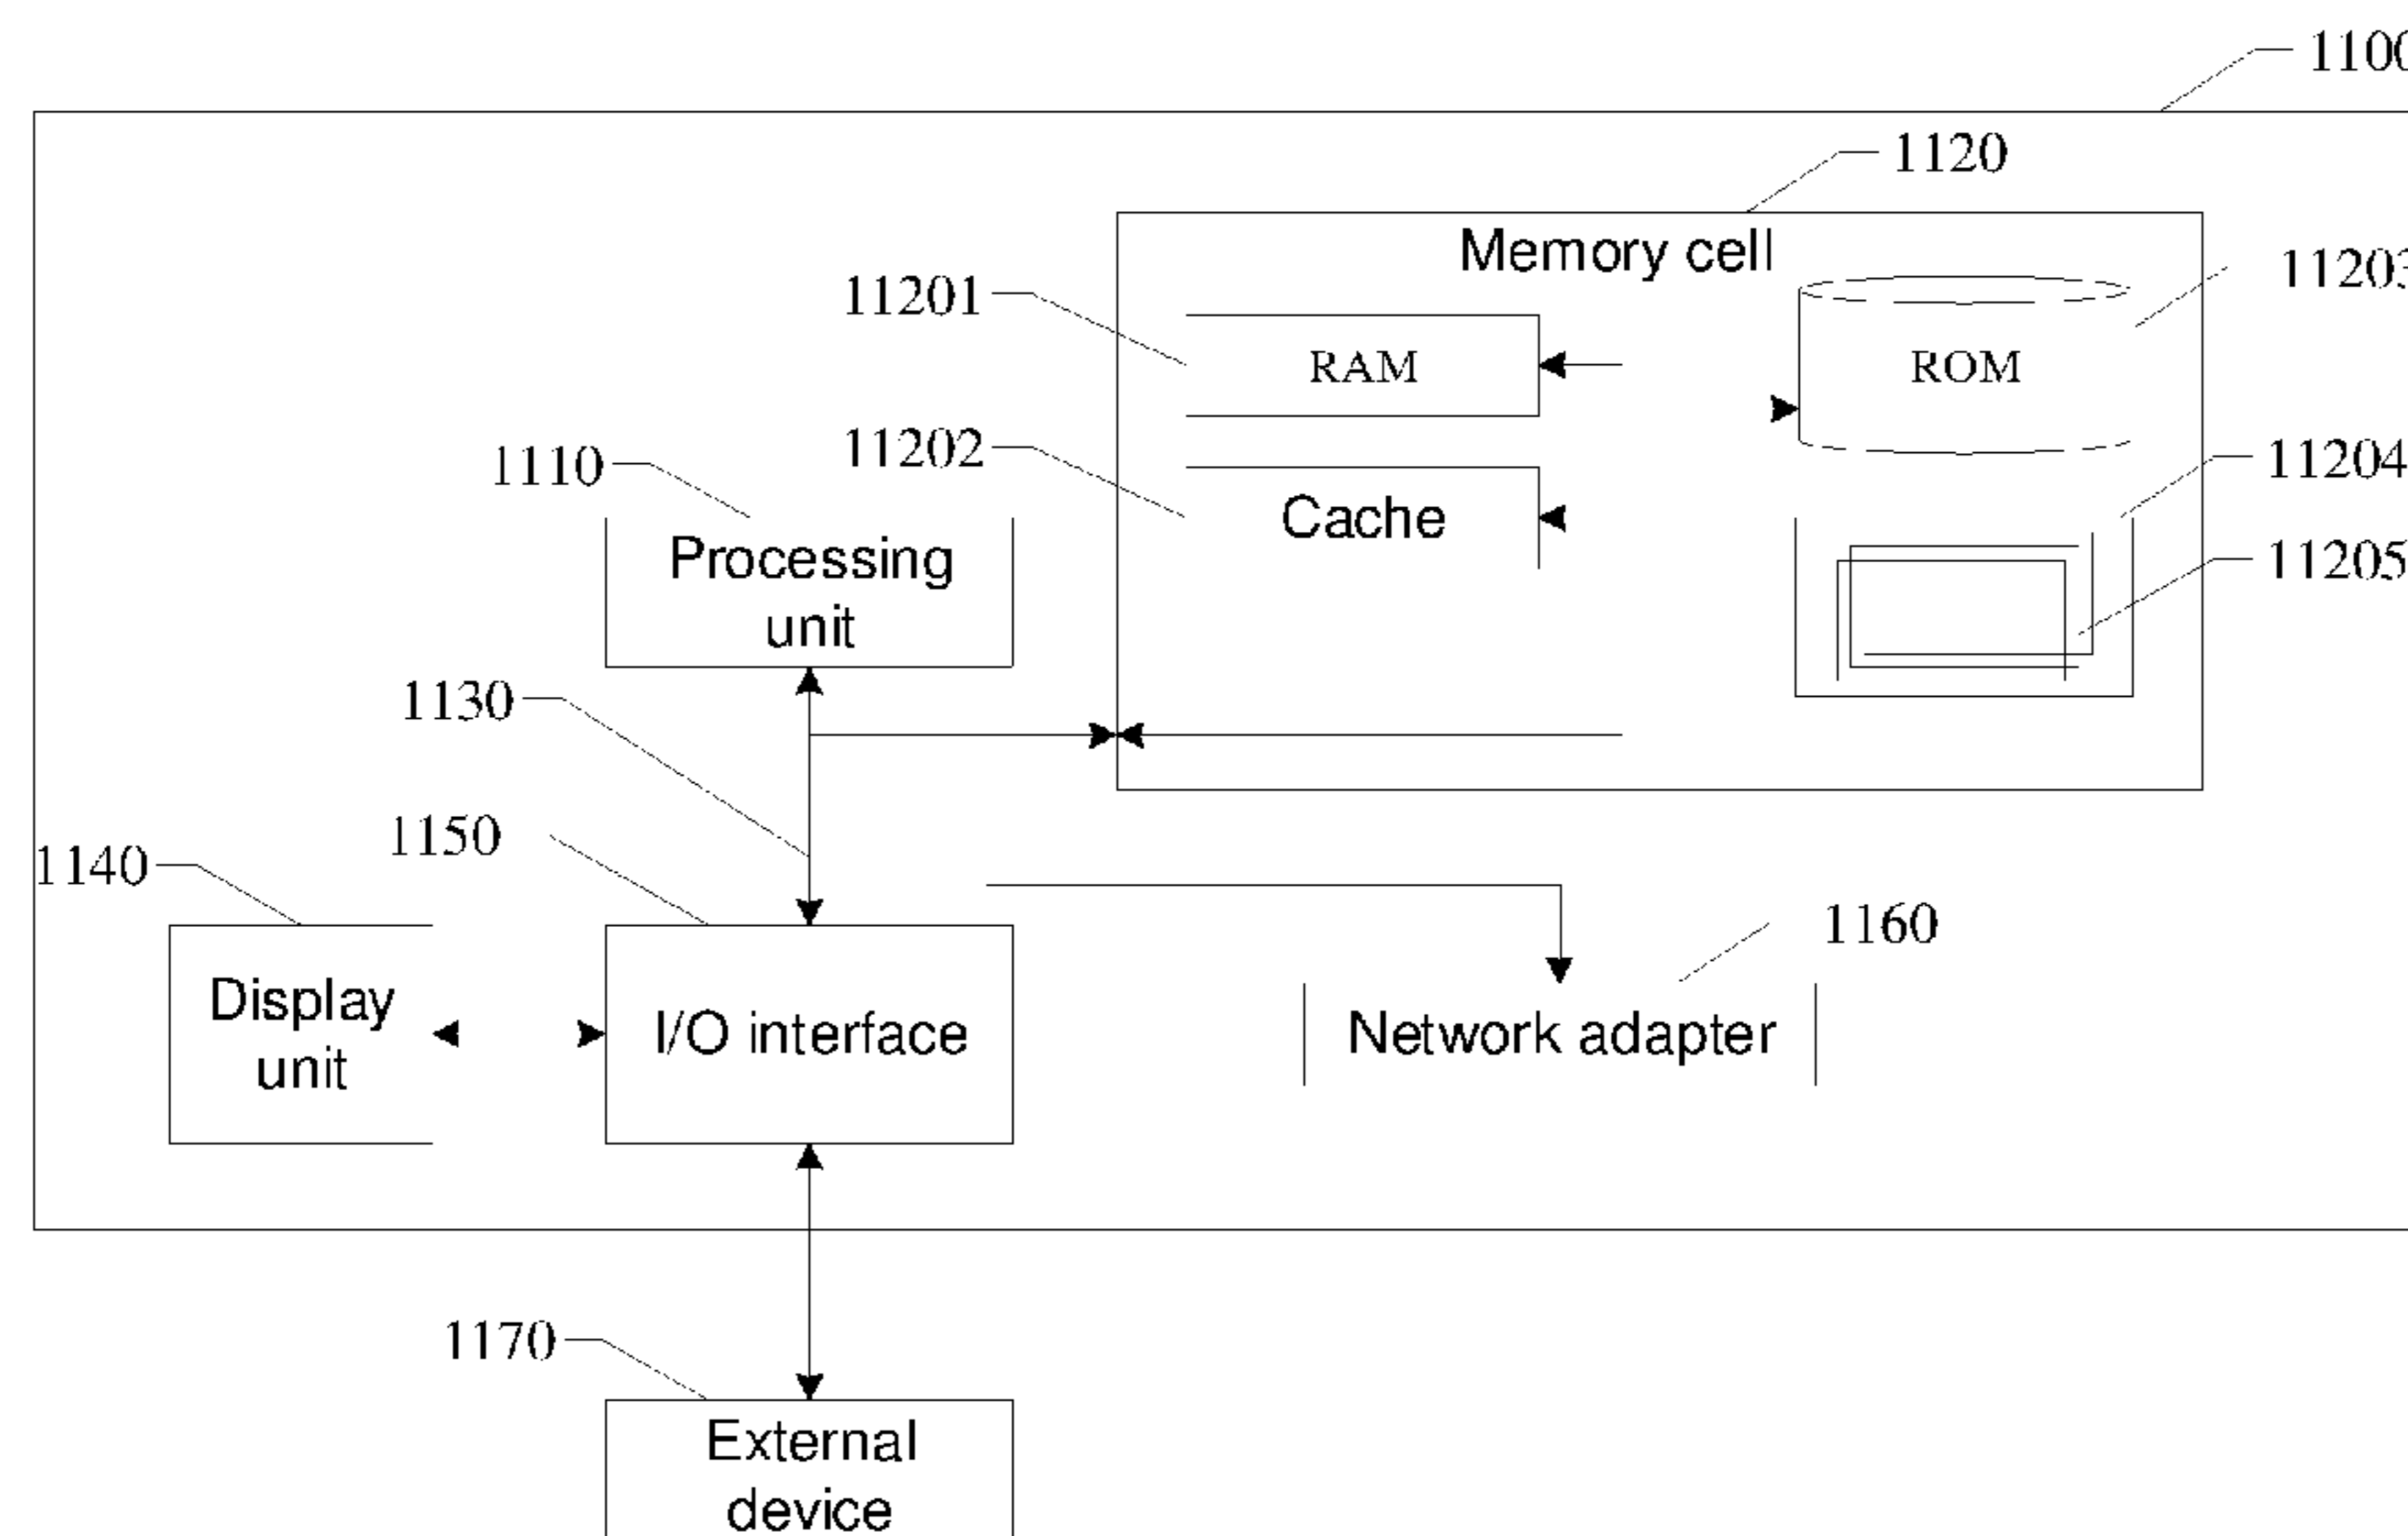 1100
1120
Memory cell
11203
11201
RAM
ROM
11202
11204
1110
Cache
Processing
unit
11205
1130
1150
1140
1160
Display
unit
I/O interface
Network adapter
1170
External
device